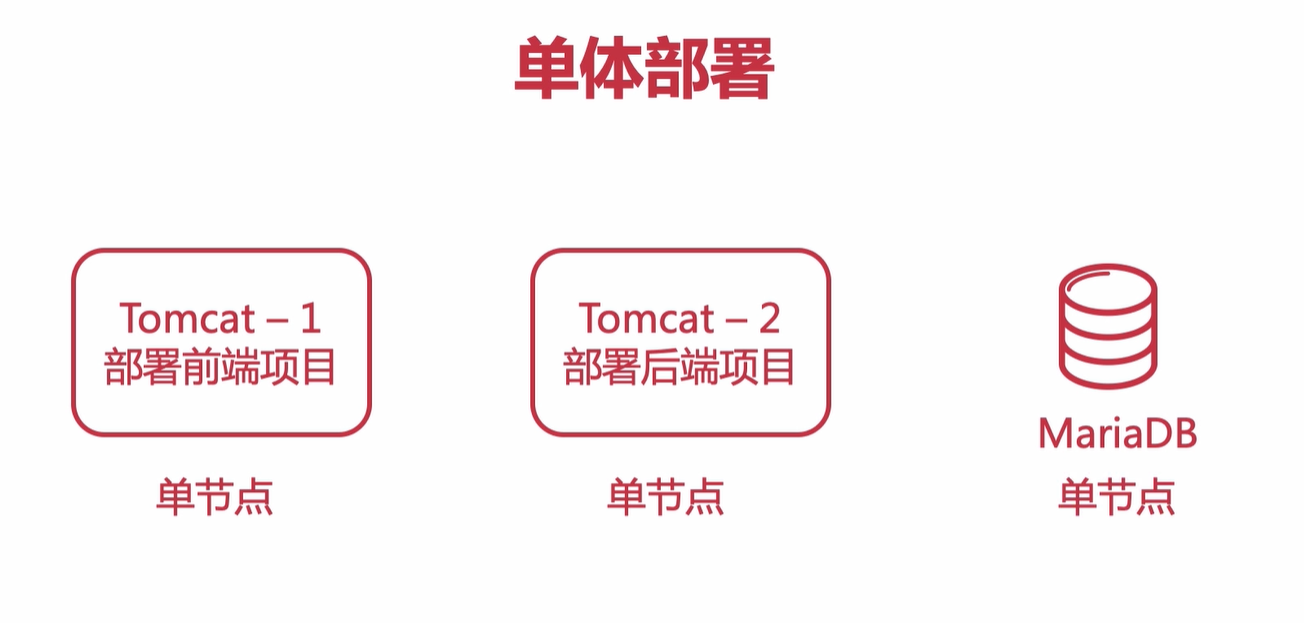 单体部署
Tomcat – 1
部署前端项目
单节点
Tomcat – 2
部署后端项目
单节点
MariaDB
单节点